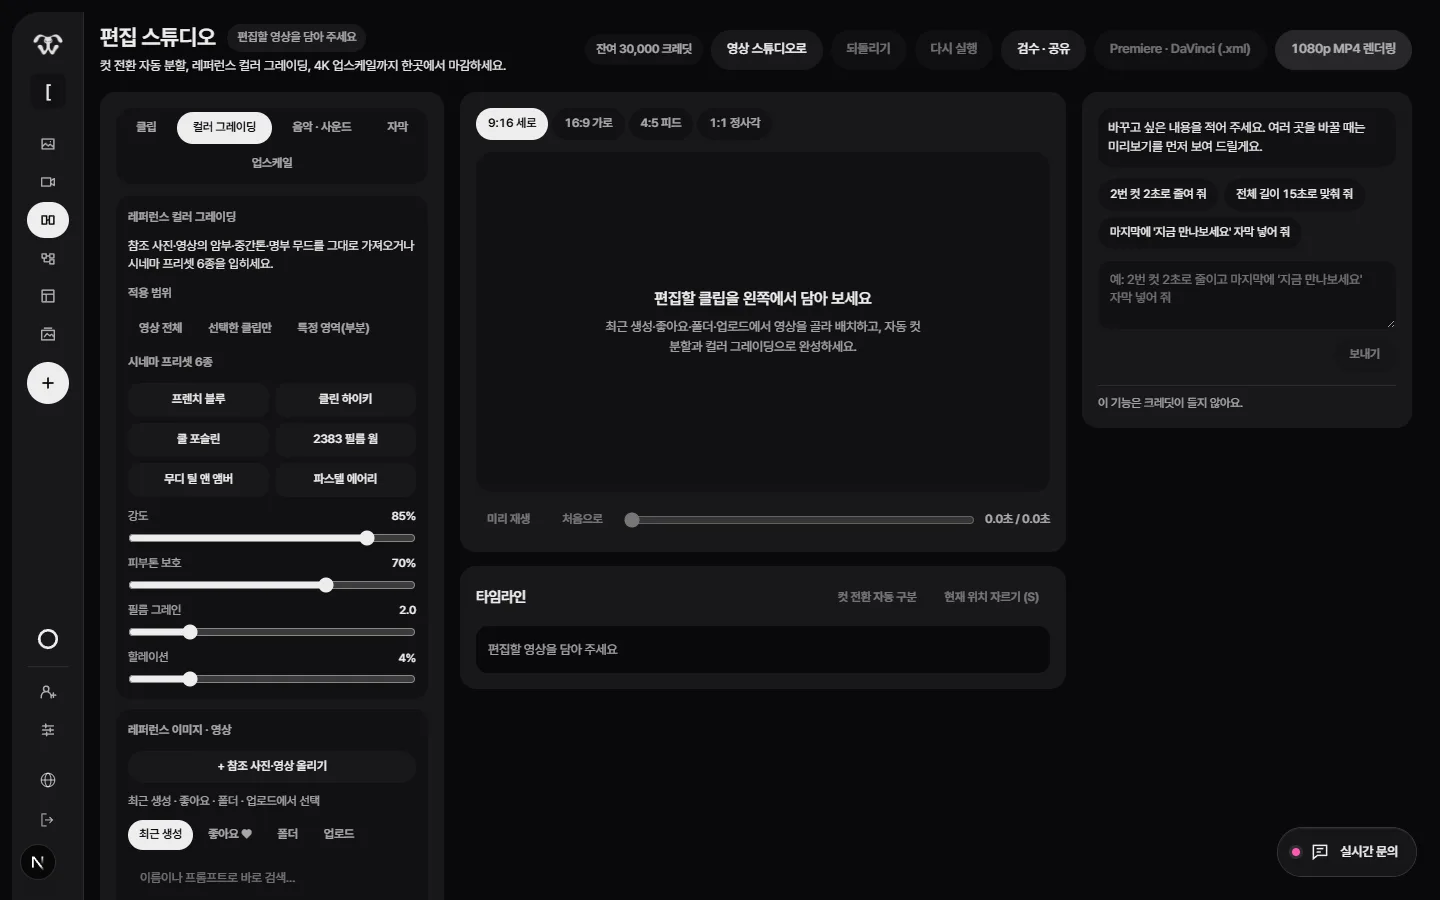 편집 스튜디오
편집할 영상을 담아 주세요
컷 전환 자동 분할, 레퍼런스 컬러 그레이딩, 4K 업스케일까지 한곳에서 마감하세요.
잔여 30,000 크레딧
영상 스튜디오로
되돌리기
다시 실행
검수 · 공유
Premiere · DaVinci (.xml)
1080p MP4 렌더링
[
클립
컬러 그레이딩
음악 · 사운드
자막
업스케일
레퍼런스 컬러 그레이딩
참조 사진·영상의 암부·중간톤·명부 무드를 그대로 가져오거나
시네마 프리셋 6종을 입히세요.
적용 범위
영상 전체
선택한 클립만
특정 영역(부분)
시네마 프리셋 6종
프렌치 블루
클린 하이키
쿨 포슬린
2383 필름 웜
무디 틸 앤 앰버
파스텔 에어리
강도
85%
피부톤 보호
70%
필름 그레인
2.0
할레이션
4%
레퍼런스 이미지 · 영상
+ 참조 사진·영상 올리기
최근 생성 · 좋아요 · 폴더 · 업로드에서 선택
최근 생성
좋아요 ♥
폴더
업로드
이름이나 프롬프트로 바로 검색...
9:16 세로
16:9 가로
4:5 피드
1:1 정사각
편집할 클립을 왼쪽에서 담아 보세요
최근 생성·좋아요·폴더·업로드에서 영상을 골라 배치하고, 자동 컷
분할과 컬러 그레이딩으로 완성하세요.
미리 재생
처음으로
0.0초 / 0.0초
타임라인
컷 전환 자동 구분
현재 위치 자르기 (S)
편집할 영상을 담아 주세요
바꾸고 싶은 내용을 적어 주세요. 여러 곳을 바꿀 때는
미리보기를 먼저 보여 드릴게요.
2번 컷 2초로 줄여 줘
전체 길이 15초로 맞춰 줘
마지막에 '지금 만나보세요' 자막 넣어 줘
예: 2번 컷 2초로 줄이고 마지막에 '지금 만나보세요'
자막 넣어 줘
보내기
이 기능은 크레딧이 들지 않아요.
N
실시간 문의